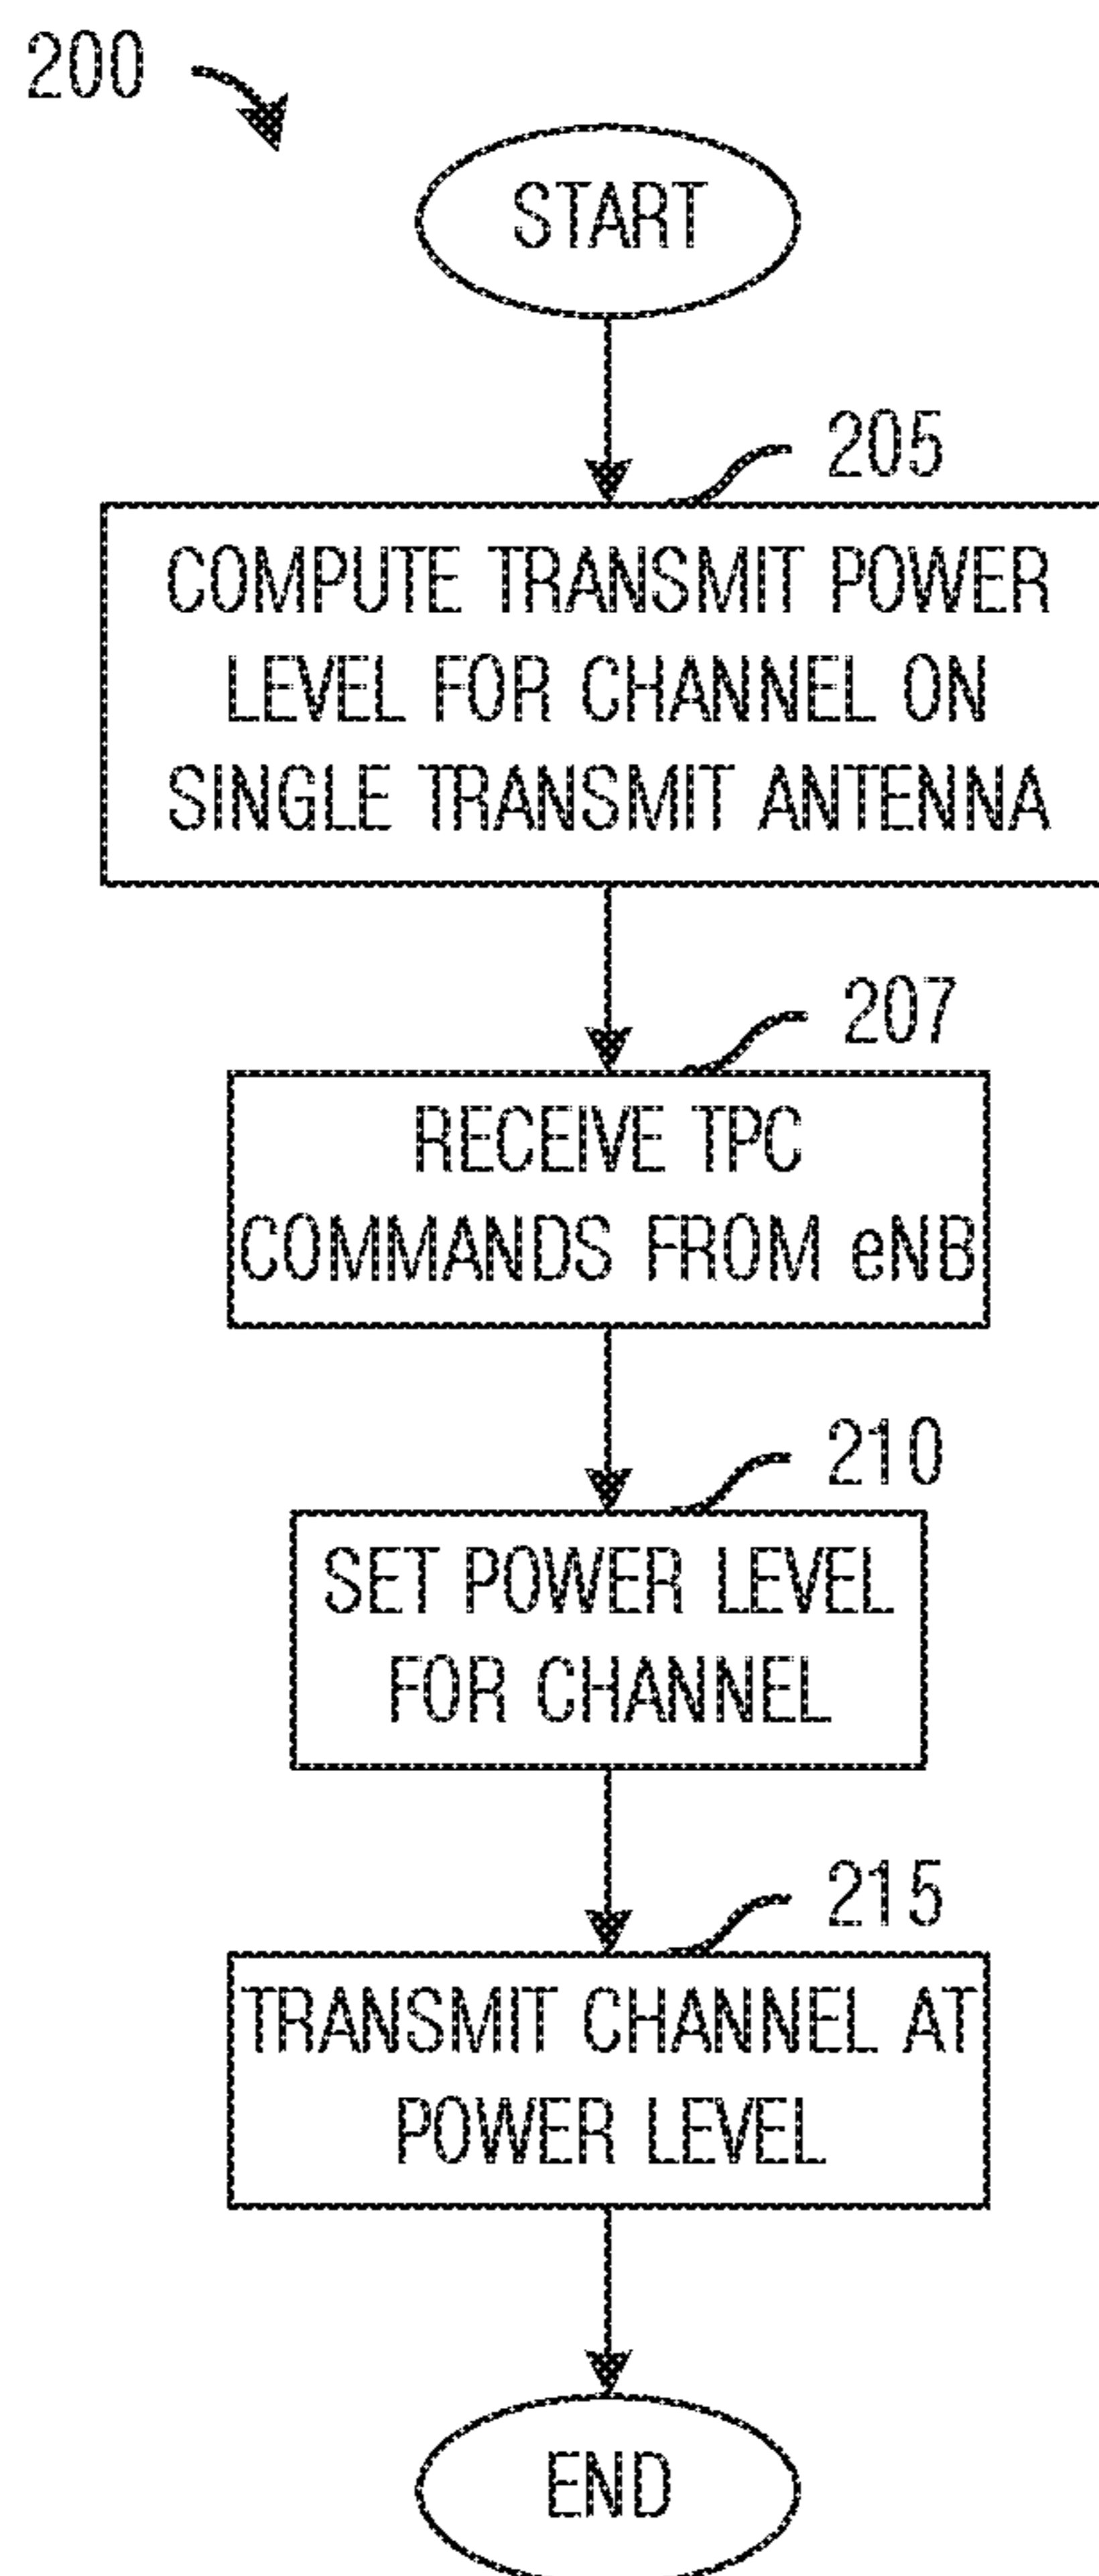 200
START
205
COMPUTE TRANSMIT POWER
LEVEL FOR CHANNEL ON
SINGLE TRANSMIT ANTENNA
207
RECEIVE TPC
COMMANDS FROM eNB
210
SET POWER LEVEL
FOR CHANNEL
215
TRANSMIT CHANNEL AT
POWER LEVEL
END